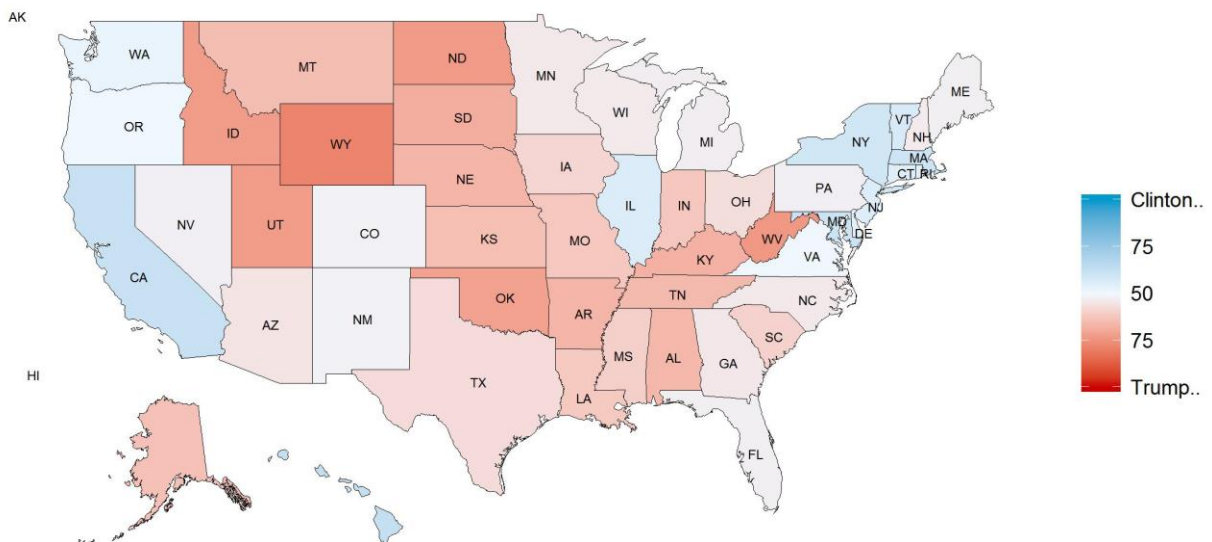 AK
WA
MT
ND
MN
ME
OR
ID
SD
WI
VT
NH
WY
MI
NY
MA
CT
RI
IA
NE
PA
NJ
NV
UT
CO
IL
IN
OH
MD
DE
CA
KS
MO
WV
VA
KY
AZ
NM
OK
AR
TN
NC
SC
MS
AL
GA
TX
LA
HI
FL
Clinton..
75
50
75
Trump..